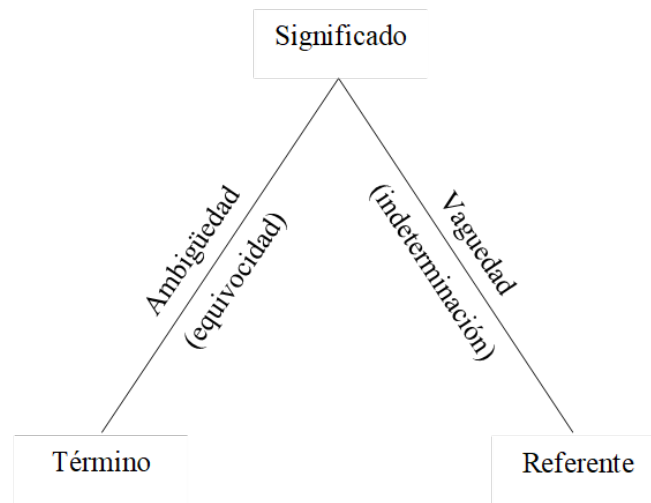 Significado
Ambigüedad
(equivocidad)
Vaguedad
(indeterminación)
Término
Referente